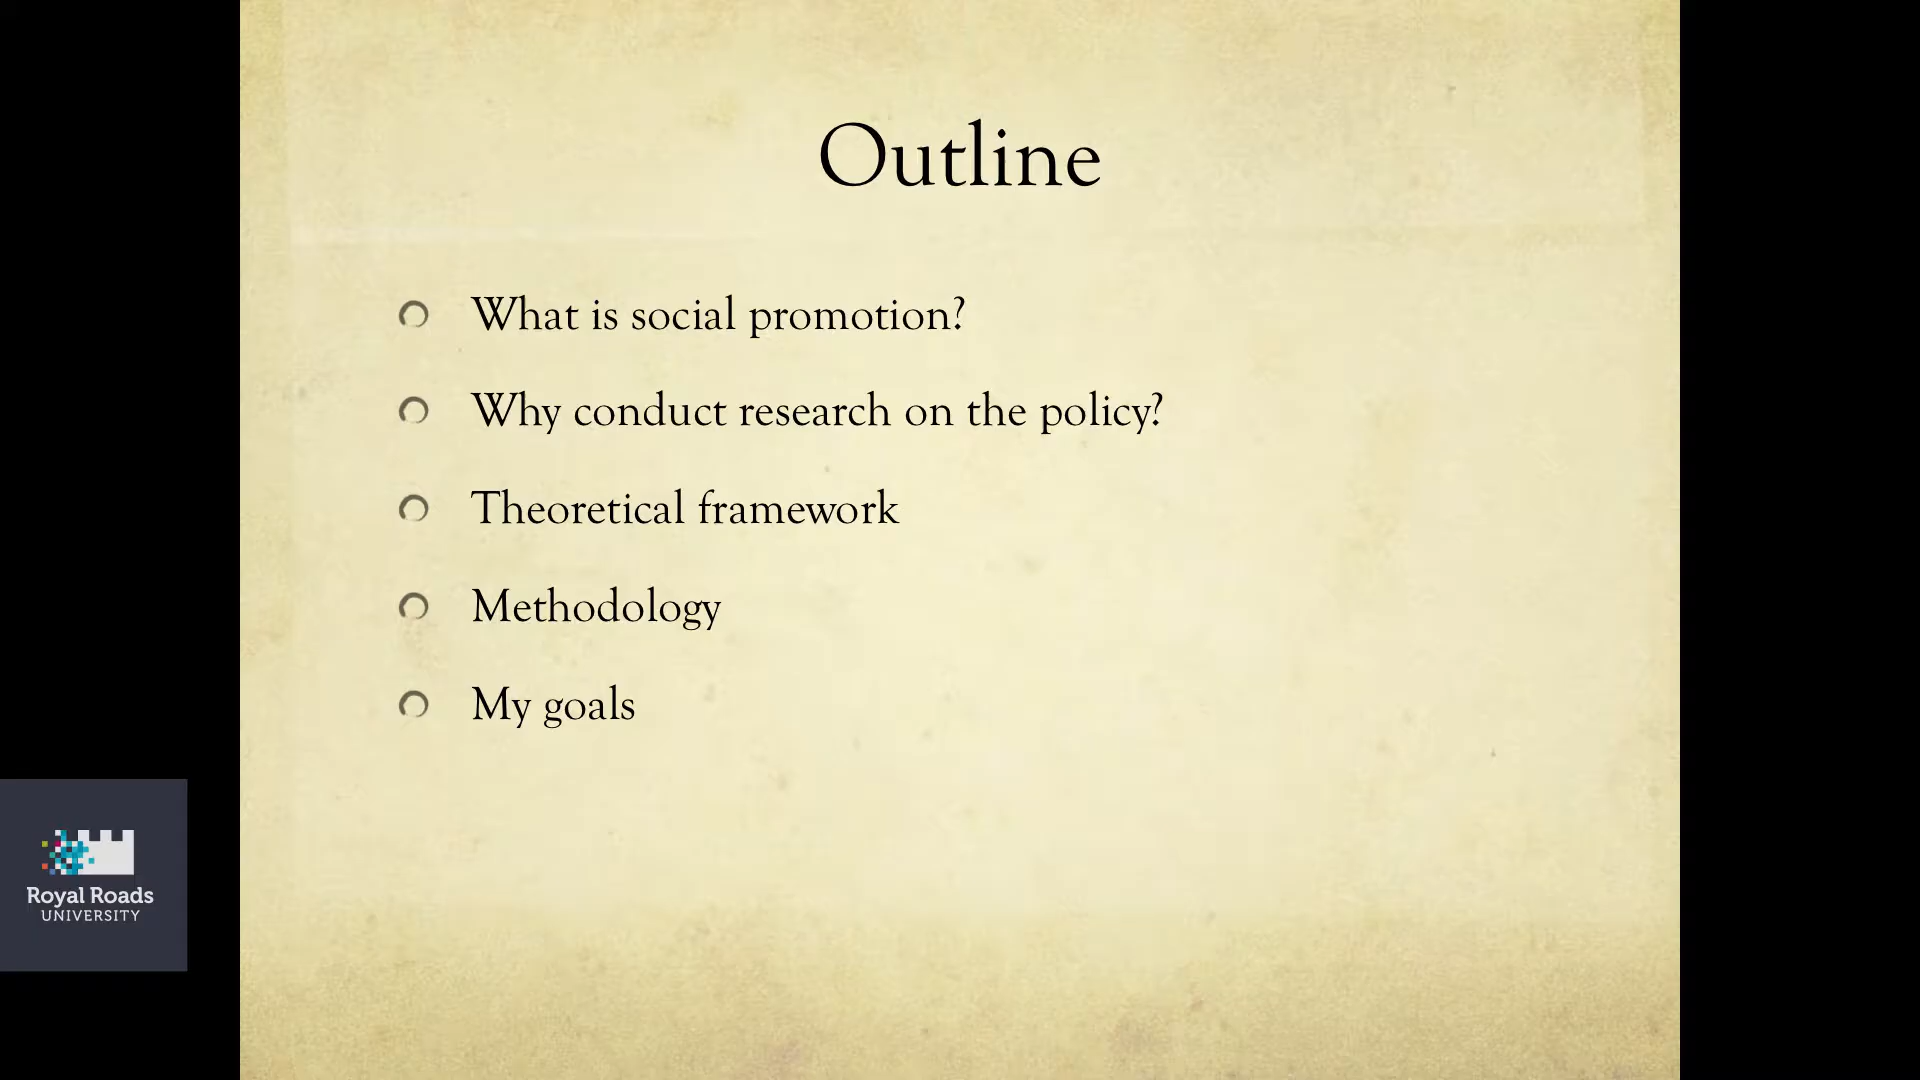 Outline
What is social promotion?
Why conduct research on the policy?
Theoretical framework
Methodology
My goals
Royal Roads
UNIVERSITY